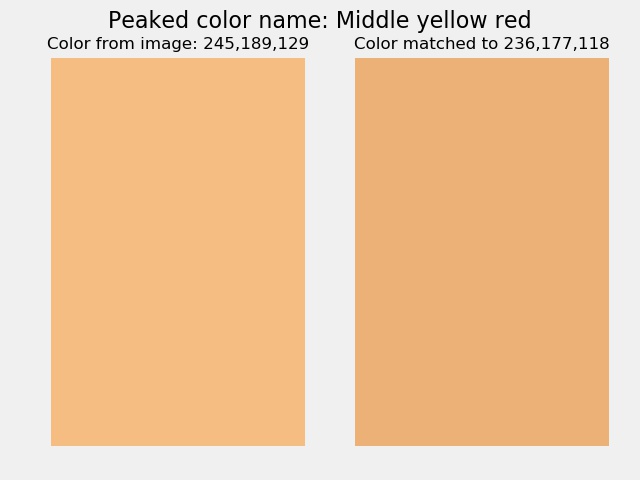 Peaked color name: Middle yellow red
Color from image: 245,189,129
Color matched to 236,177,118